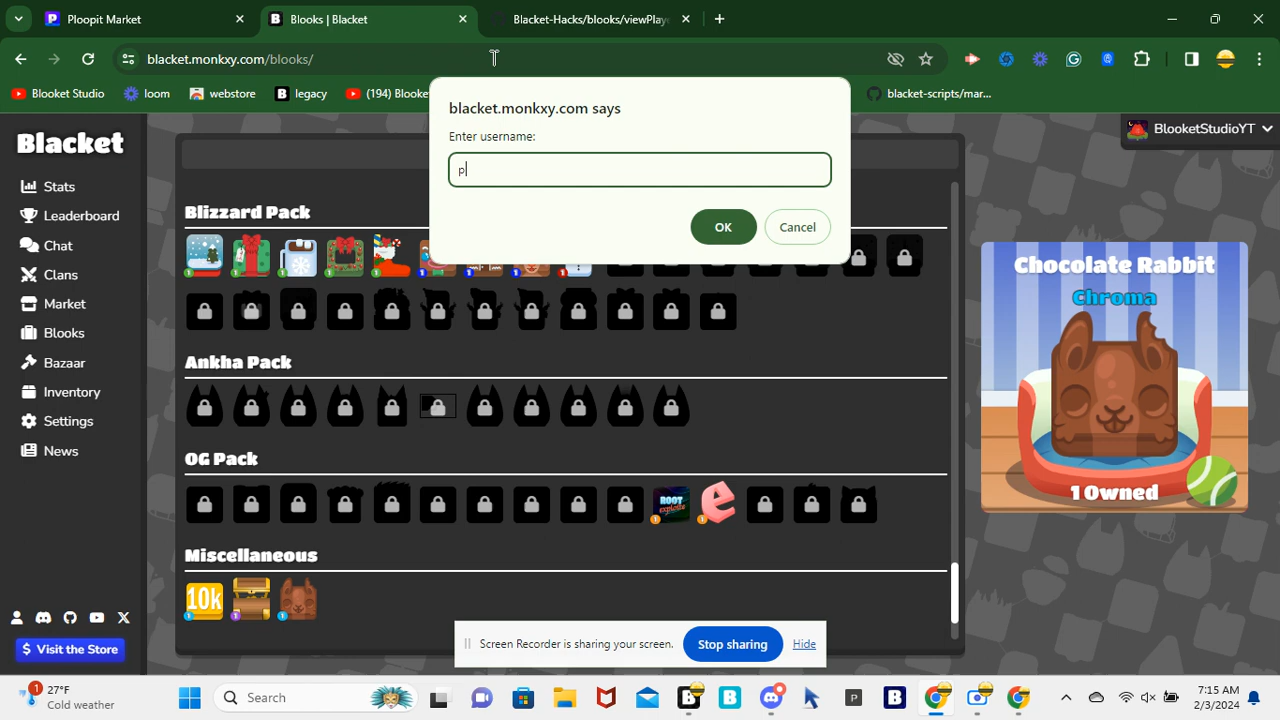 Ploopit Market
Blooks | Blacket
Blacket-Hacks/blooks/viewPlaye
blacket.monkxy.com/blooks/
Blooket Studio
loom
webstore
legacy
(194) Blooke
blacket-scripts/mar...
blacket.monkxy.com says
Enter username:
p
OK
Cancel
Blacket
BlooketStudioYT
Stats
Leaderboard
Chat
Clans
Market
Blooks
Bazaar
Inventory
Settings
News
$ Visit the Store
Blizzard Pack
Ankha Pack
OG Pack
ROOT
exploite
e
Miscellaneous
10k
Chocolate Rabbit
Chroma
1 Owned
Screen Recorder is sharing your screen.
Stop sharing
Hide
27°F
Cold weather
Search
7:15 AM
2/3/2024